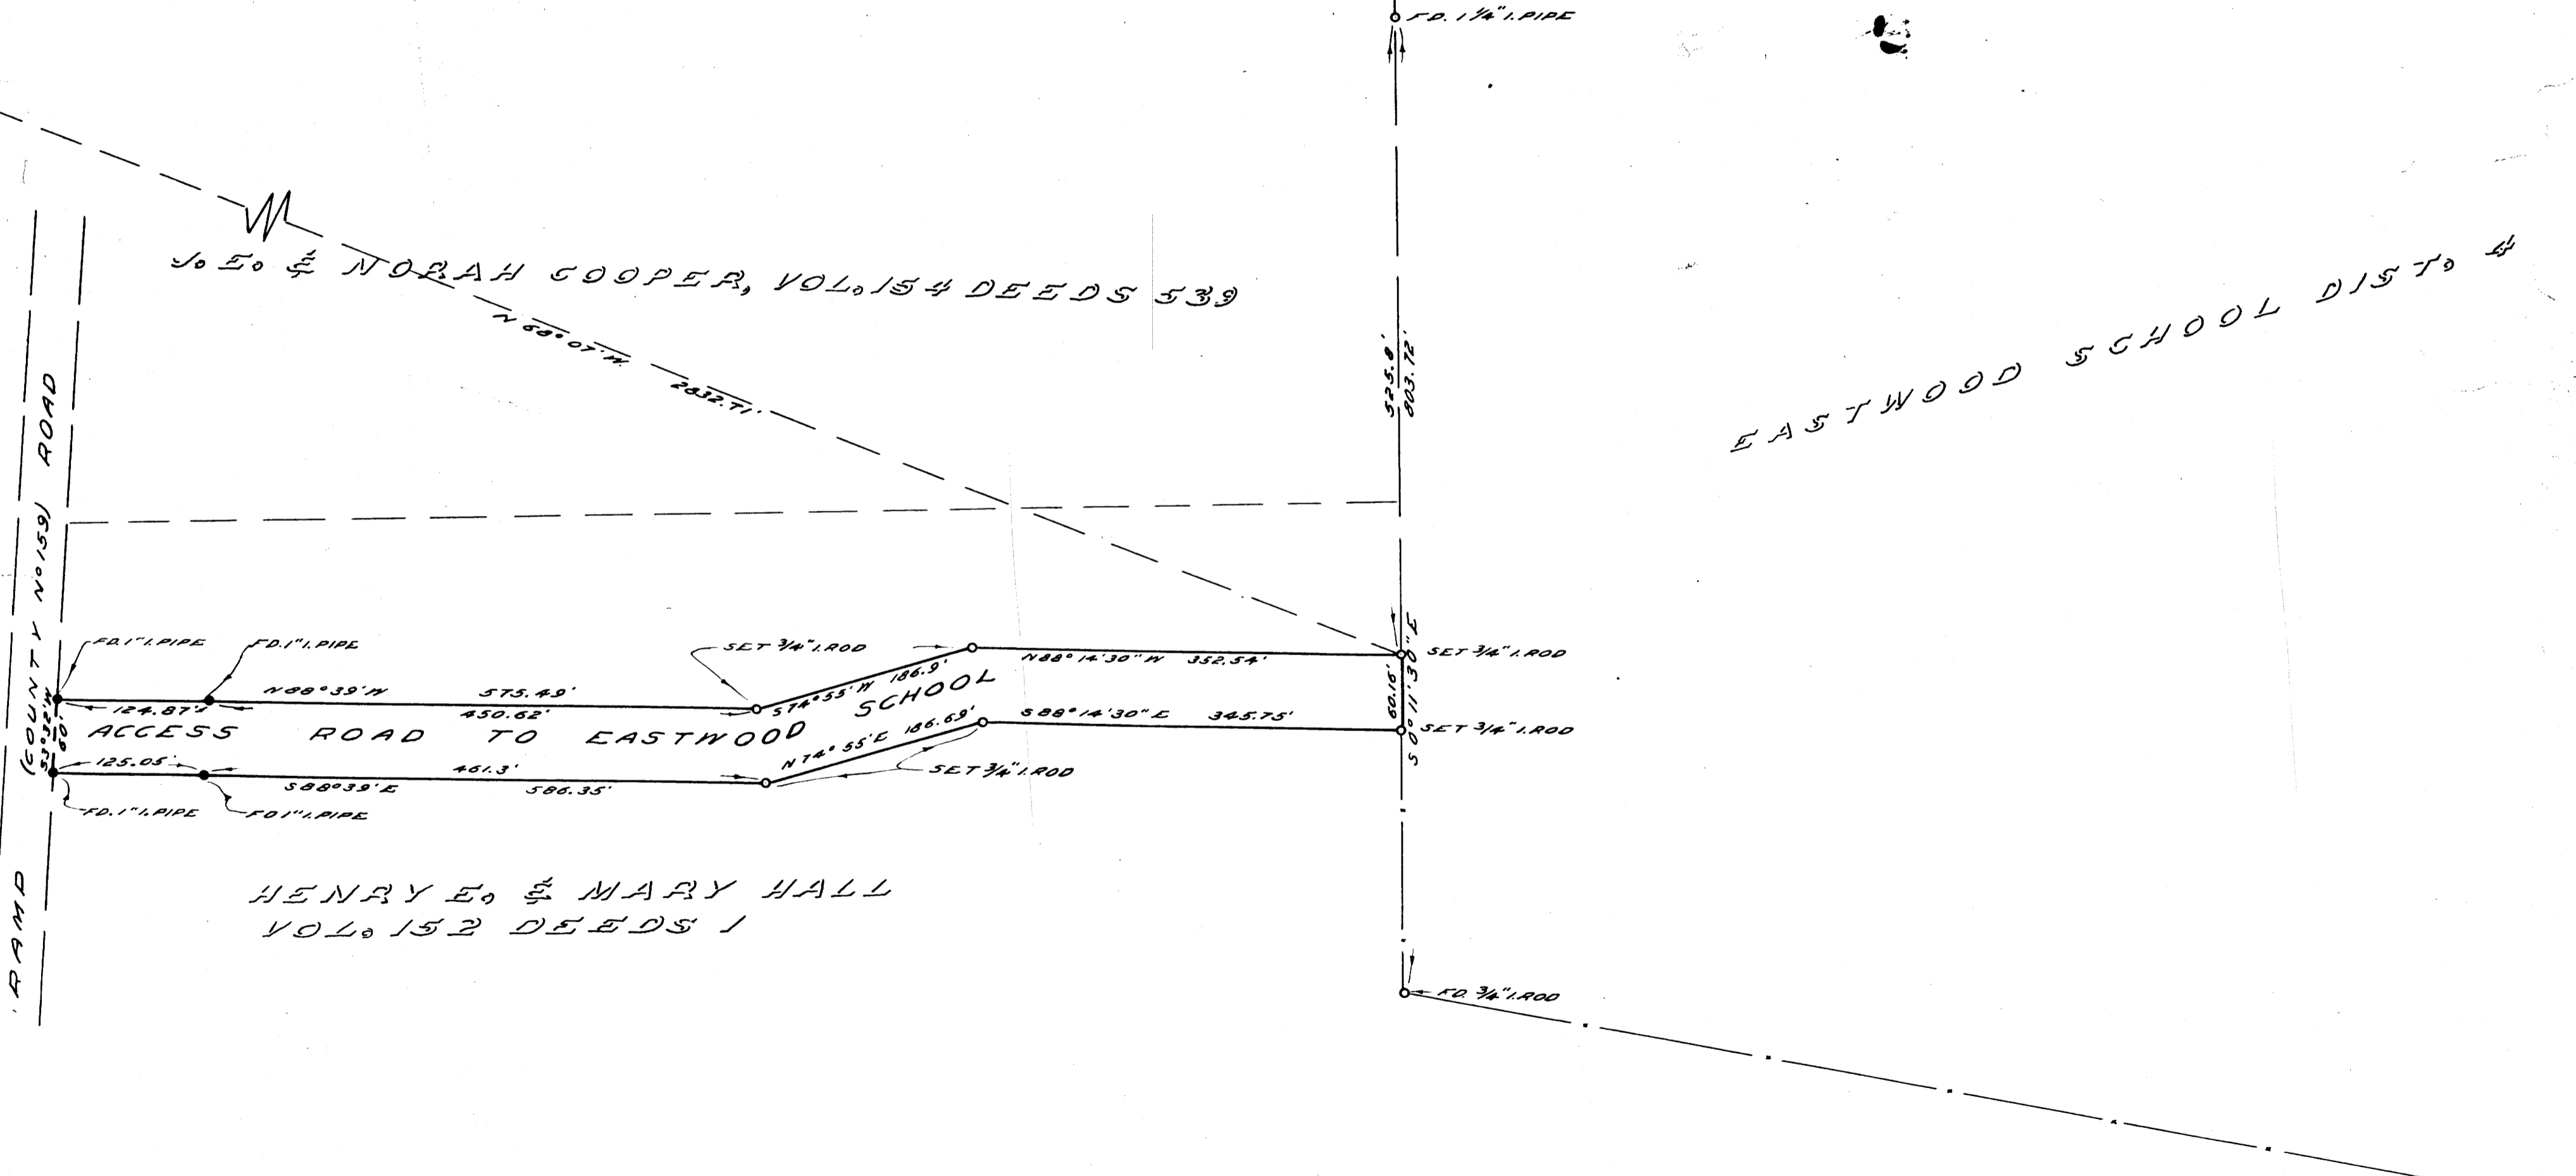 FD. 1 1/4" I. PIPE
J. E. & NORAH COOPER, VOL. 154 DEEDS 539
N 68° 07' W 2832.71'
525.8'
803.72'
EASTWOOD SCHOOL DIST. 4
ROAD
(COUNTY
FD. 1" I. PIPE
FD. 1" I. PIPE
SET 3/4" I. ROD
SET 3/4" I. ROD
N 88° 39' W 575.49'
124.87'
450.62'
S 74° 55' W 186.9'
N 88° 14' 30" W 352.54'
60.16'
S 0° 11' 30" E
60'
ACCESS ROAD TO EASTWOOD SCHOOL
N 74° 55' E 186.69'
S 88° 14' 30" E 345.75'
SET 3/4" I. ROD
125.05'
461.3'
S 88° 39' E 586.35'
SET 3/4" I. ROD
FD. 1" I. PIPE
FD 1" I. PIPE
HENRY E. & MARY HALL
VOL. 152 DEEDS 1
FD. 3/4" I. ROD